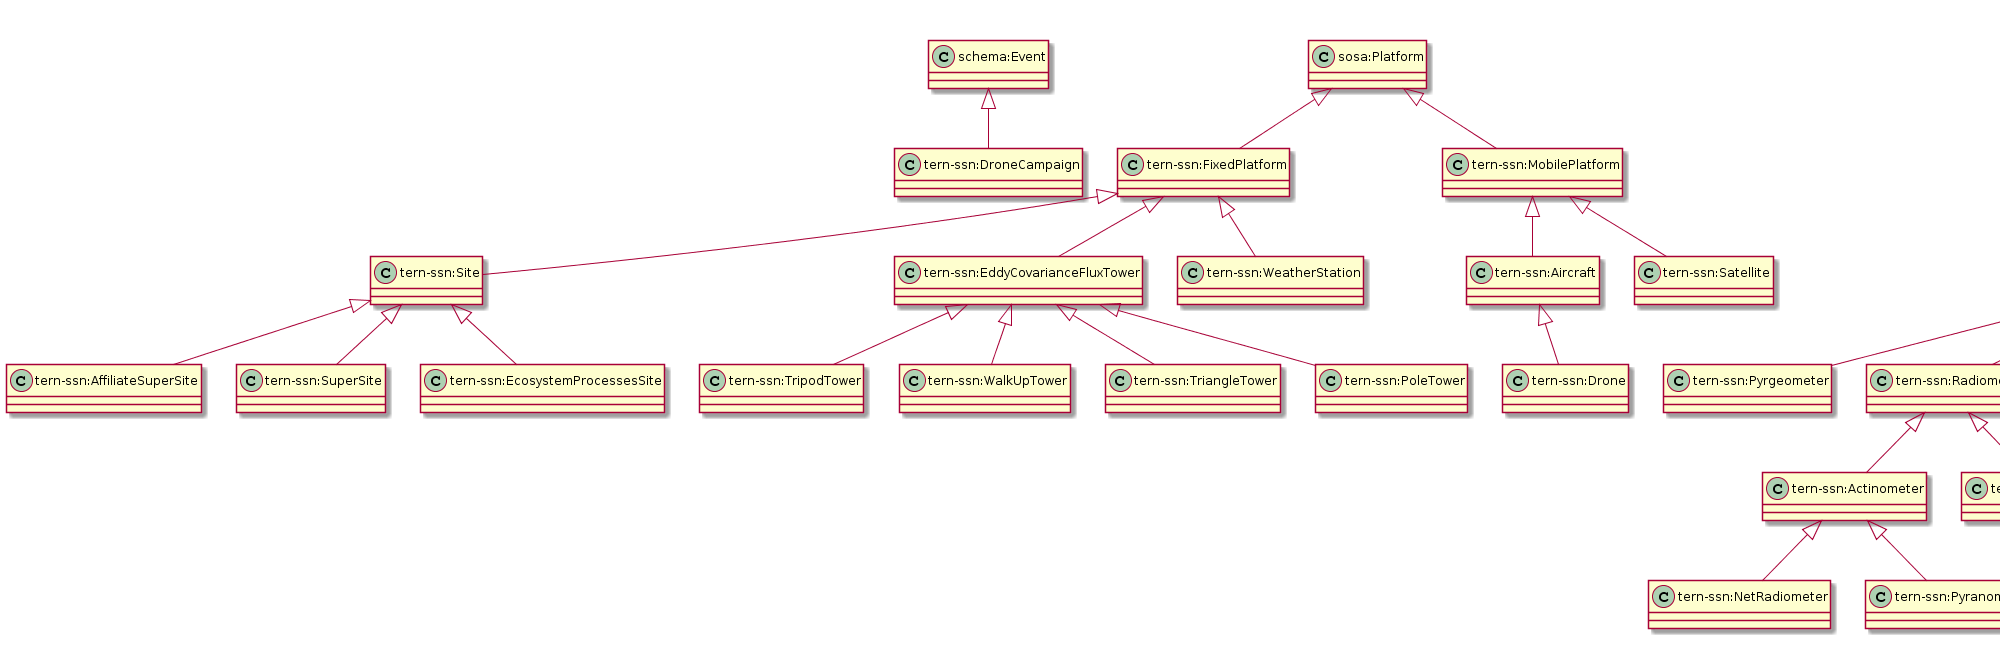 C schema:Event
C sosa:Platform
C tern-ssn:DroneCampaign
C tern-ssn:FixedPlatform
C tern-ssn:MobilePlatform
C tern-ssn:Site
C tern-ssn:EddyCovarianceFluxTower
C tern-ssn:WeatherStation
C tern-ssn:Aircraft
C tern-ssn:Satellite
C tern-ssn:AffiliateSuperSite
C tern-ssn:SuperSite
C tern-ssn:EcosystemProcessesSite
C tern-ssn:TripodTower
C tern-ssn:WalkUpTower
C tern-ssn:TriangleTower
C tern-ssn:PoleTower
C tern-ssn:Drone
C tern-ssn:Pyrgeometer
C tern-ssn:Radiom
C tern-ssn:Actinometer
C te
C tern-ssn:NetRadiometer
C tern-ssn:Pyranom